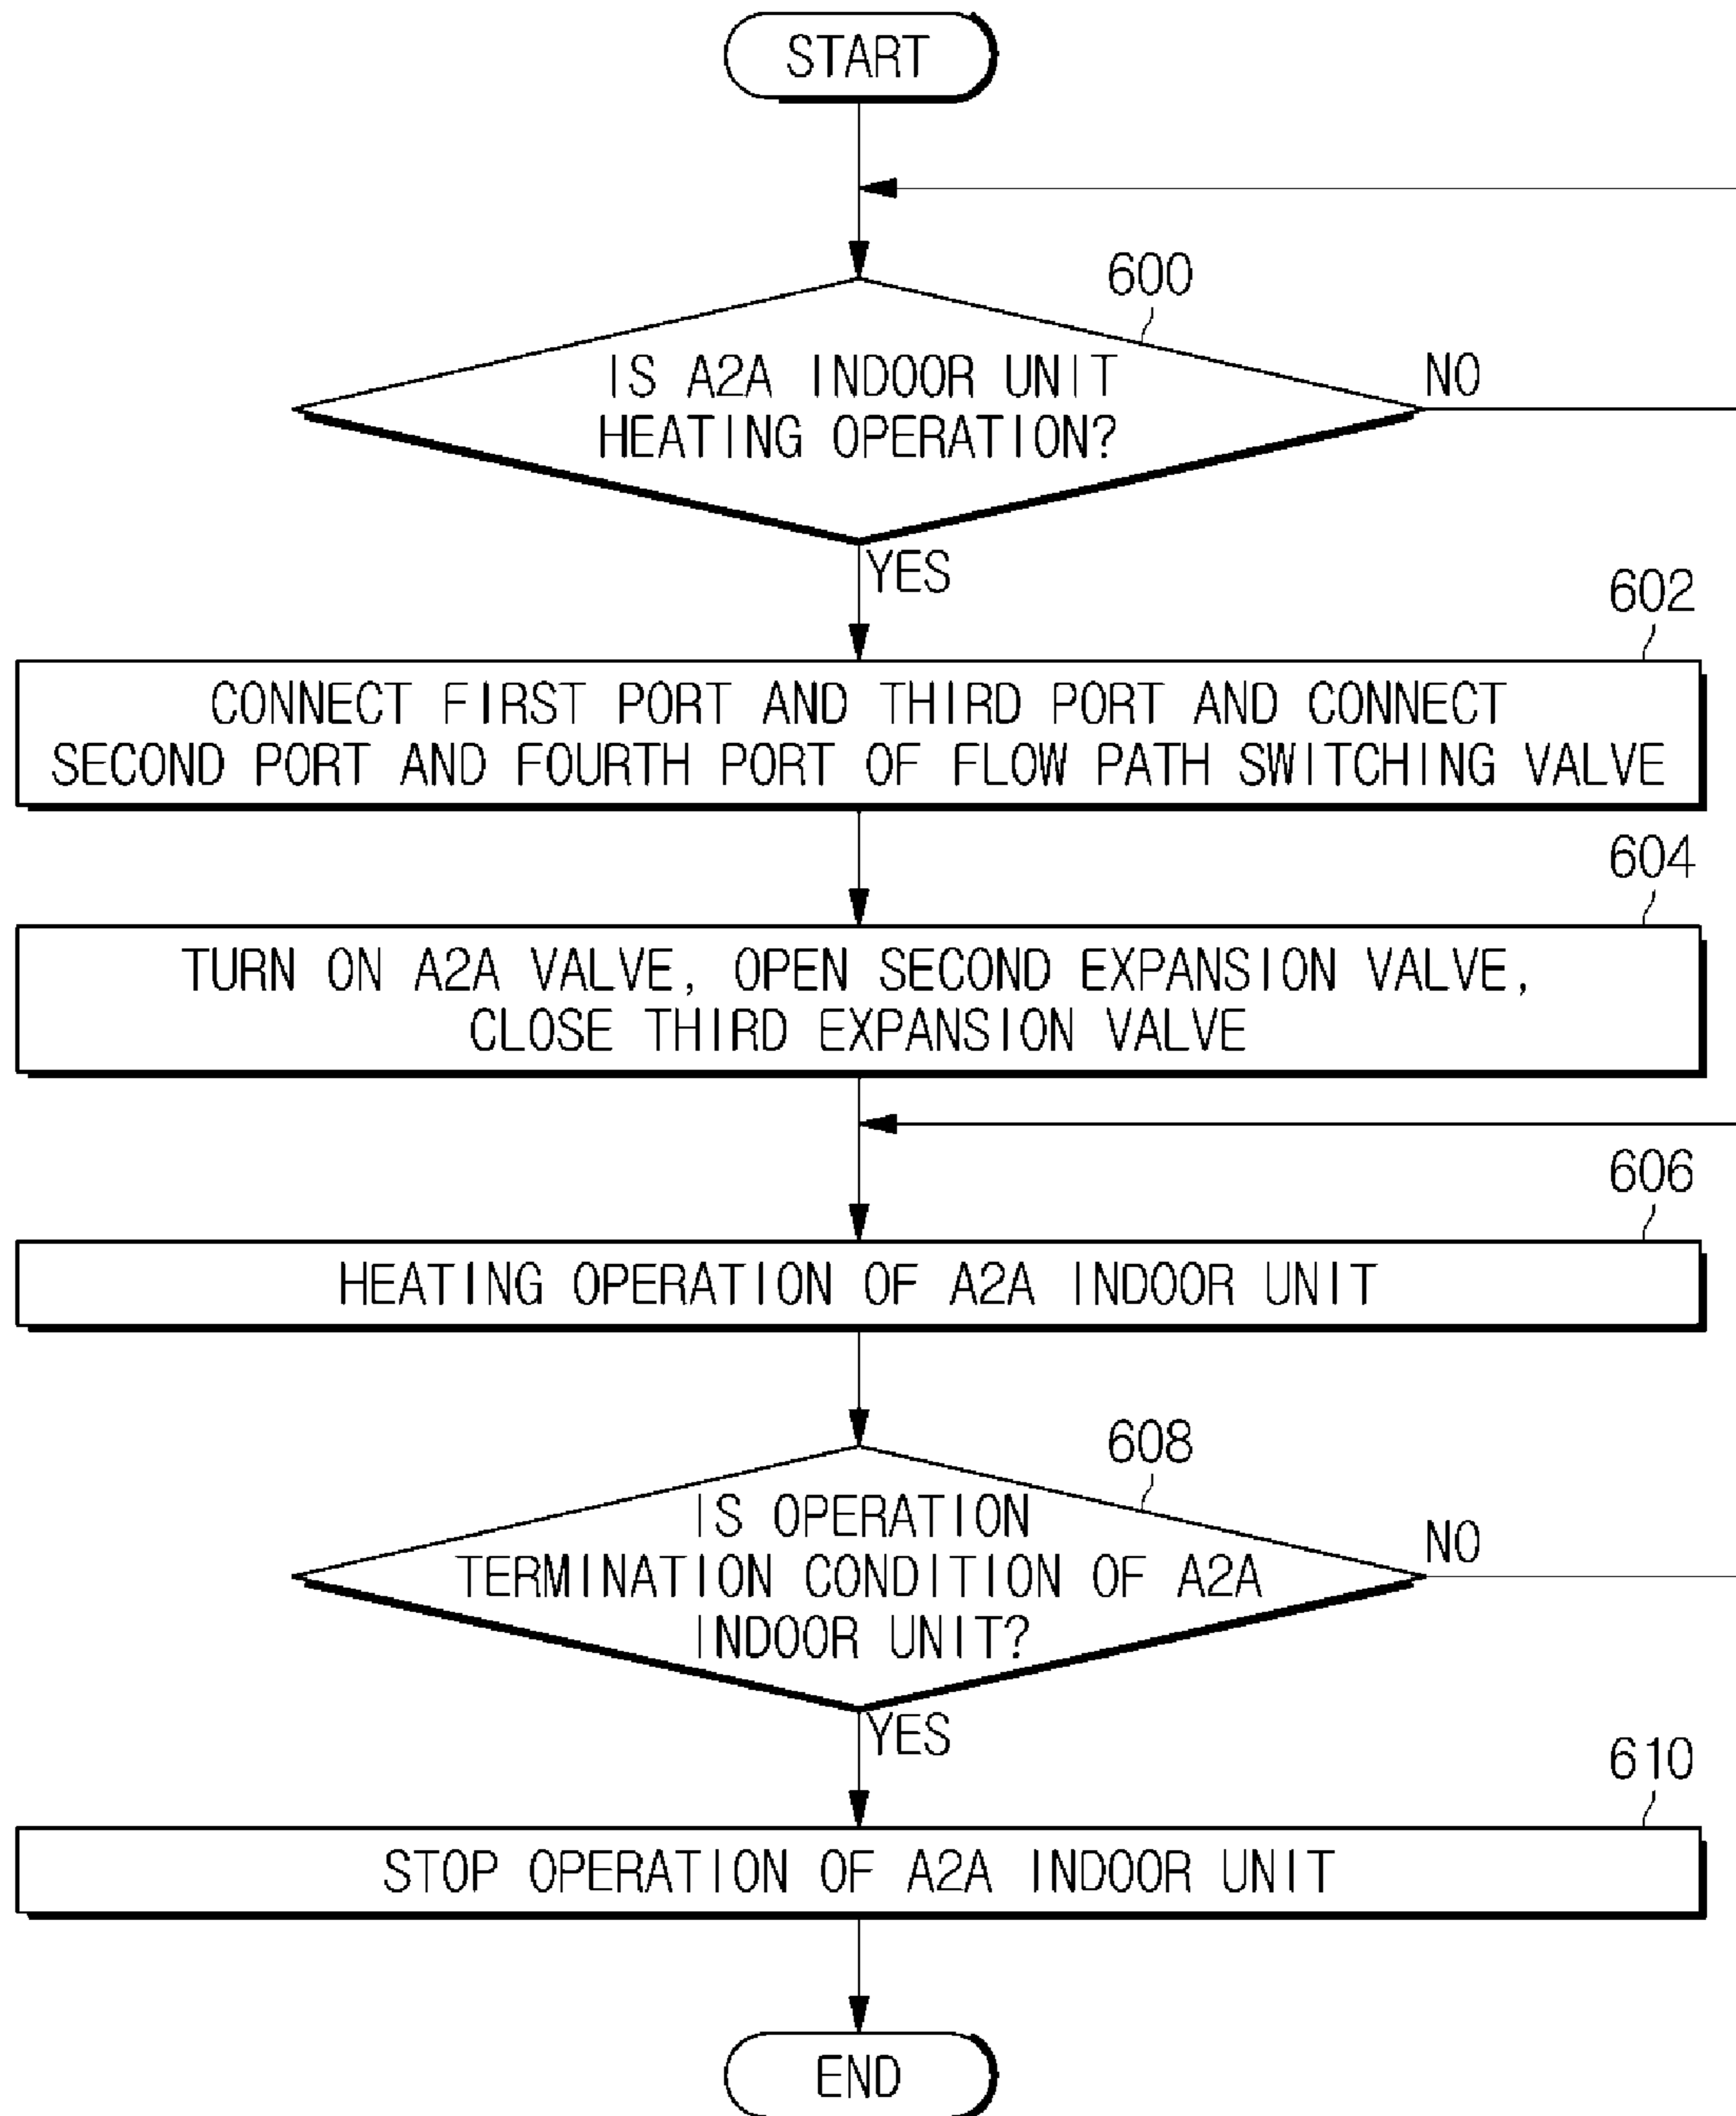 START
600
IS A2A INDOOR UNIT
HEATING OPERATION?
NO
YES
602
CONNECT FIRST PORT AND THIRD PORT AND CONNECT
SECOND PORT AND FOURTH PORT OF FLOW PATH SWITCHING VALVE
604
TURN ON A2A VALVE, OPEN SECOND EXPANSION VALVE,
CLOSE THIRD EXPANSION VALVE
606
HEATING OPERATION OF A2A INDOOR UNIT
608
IS OPERATION
TERMINATION CONDITION OF A2A
INDOOR UNIT?
NO
YES
610
STOP OPERATION OF A2A INDOOR UNIT
END